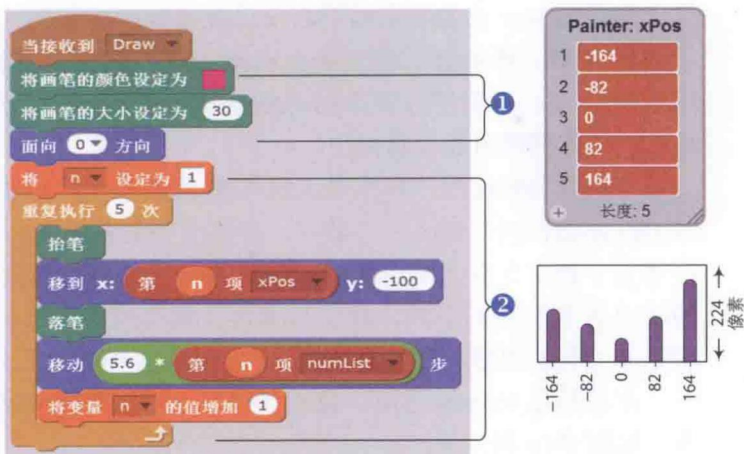 当接收到 Draw
将画笔的颜色设定为
将画笔的大小设定为 30
面向 0 方向
将 n 设定为 1
重复执行 5 次
抬笔
移到 x: 第 n 项 xPos y: -100
落笔
移动 5.6 * 第 n 项 numList 步
将变量 n 的值增加 1
❶
❷
Painter: xPos
1 -164
2 -82
3 0
4 82
5 164
+ 长度: 5
224
像素
-164 -82 0 82 164